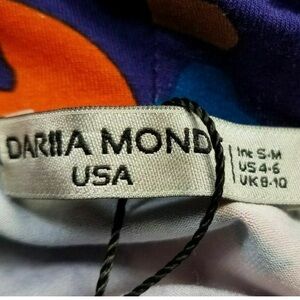 DARIIA MOND
USA
Int S-M
US 4-6
UK 8-10